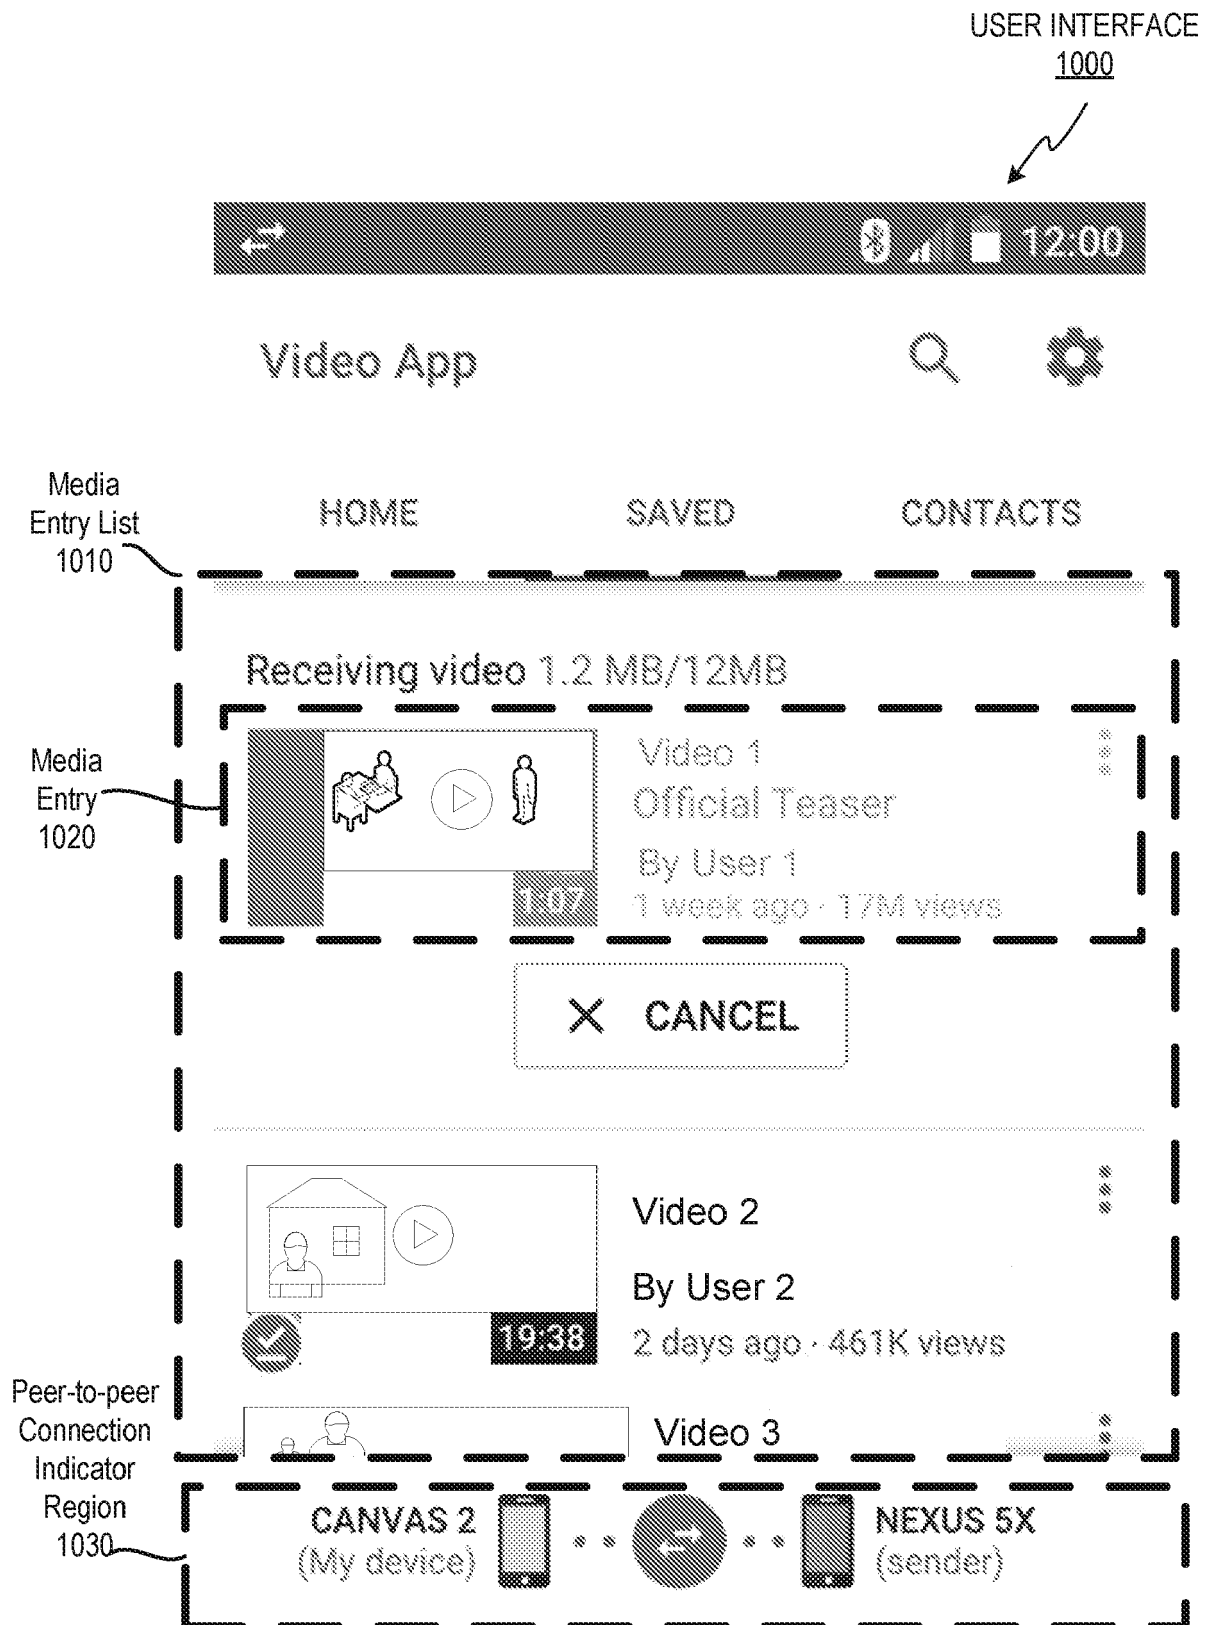 USER INTERFACE
1000
12:00
Video App
Media
Entry List
1010
HOME
SAVED
CONTACTS
Receiving video 1.2 MB/12MB
Media
Entry
1020
Video 1
Official Teaser
By User 1
1 week ago · 17M views
1:07
CANCEL
Video 2
By User 2
2 days ago · 461K views
19:38
Peer-to-peer
Connection
Indicator
Region
1030
Video 3
CANVAS 2
(My device)
NEXUS 5X
(sender)